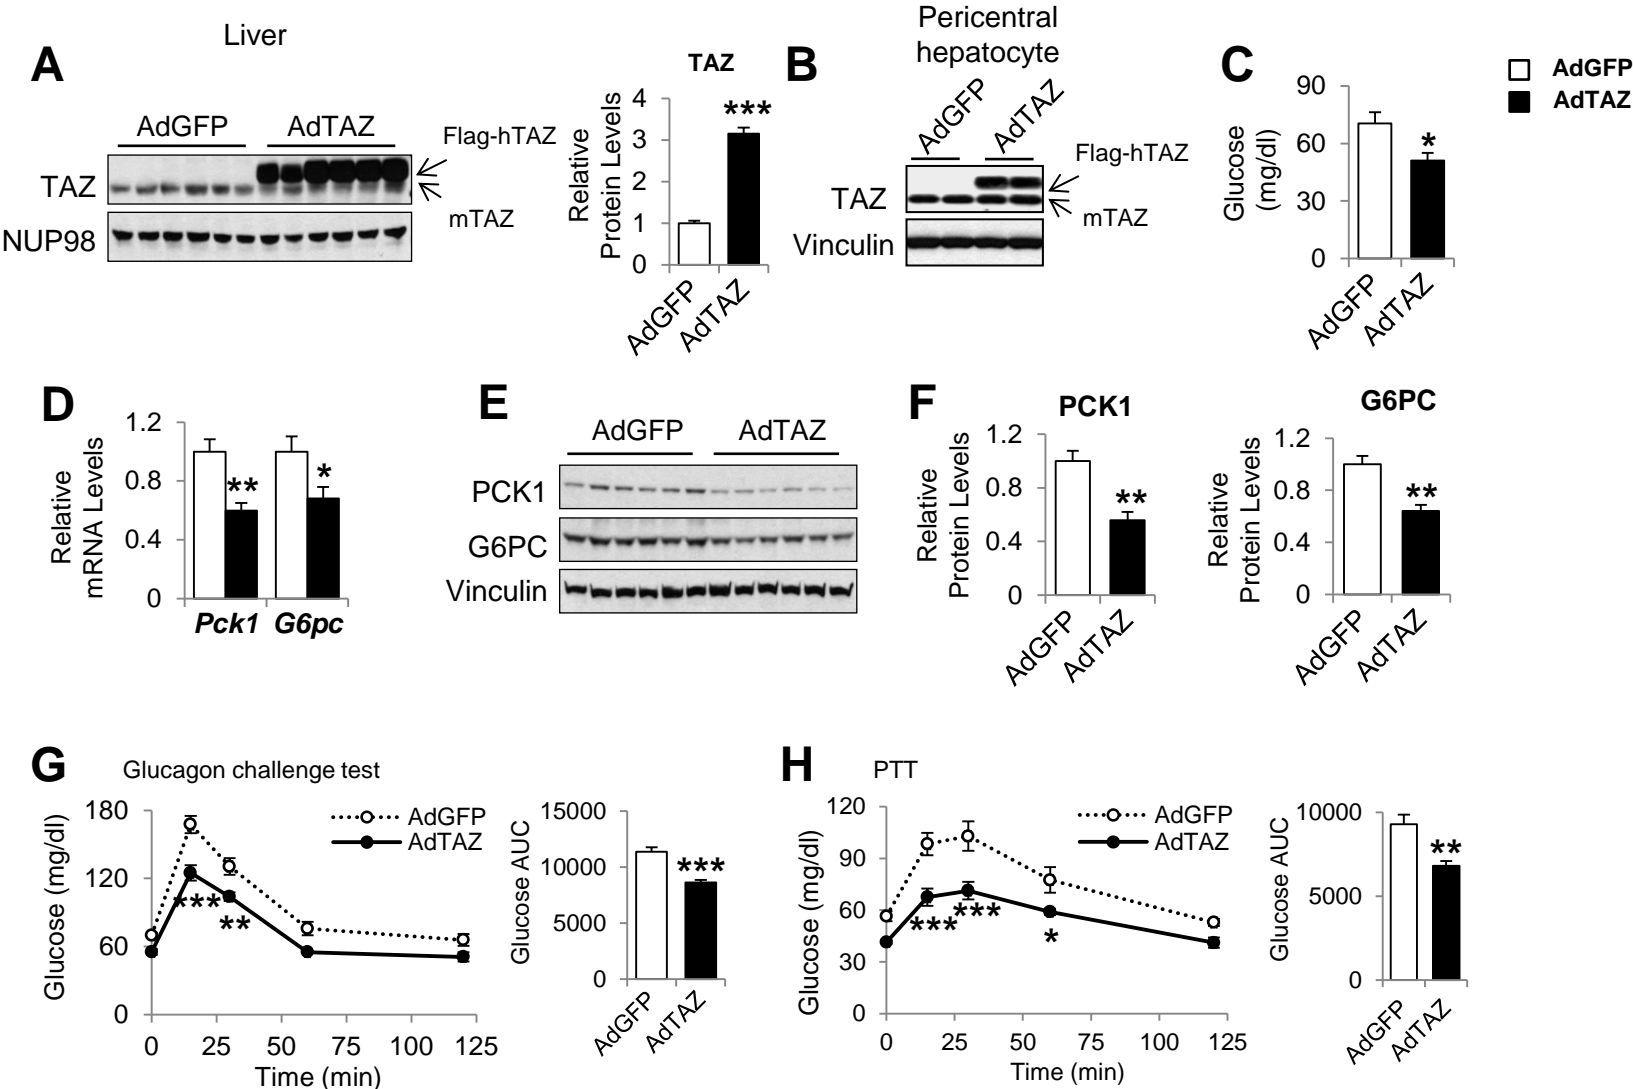 Liver
A
AdGFP
AdTAZ
TAZ
NUP98
Flag-hTAZ
mTAZ
TAZ
Relative
Protein Levels
4
3
2
1
0
***
AdGFP
AdTAZ
B
Pericentral
hepatocyte
AdGFP
AdTAZ
TAZ
Vinculin
Flag-hTAZ
mTAZ
C
Glucose
(mg/dl)
90
60
30
0
*
AdGFP
AdTAZ
AdGFP
AdTAZ
D
Relative
mRNA Levels
1.2
0.8
0.4
0
**
*
Pck1
G6pc
E
AdGFP
AdTAZ
PCK1
G6PC
Vinculin
F
PCK1
Relative
Protein Levels
1.2
0.8
0.4
0
**
AdGFP
AdTAZ
G6PC
Relative
Protein Levels
1.2
0.8
0.4
0
**
AdGFP
AdTAZ
G
Glucagon challenge test
Glucose (mg/dl)
180
120
60
0
AdGFP
AdTAZ
***
**
0 25 50 75 100 125
Time (min)
Glucose AUC
15000
10000
5000
0
***
AdGFP
AdTAZ
H
PTT
Glucose (mg/dl)
120
90
60
30
0
AdGFP
AdTAZ
***
***
*
0 25 50 75 100 125
Time (min)
Glucose AUC
10000
5000
0
**
AdGFP
AdTAZ